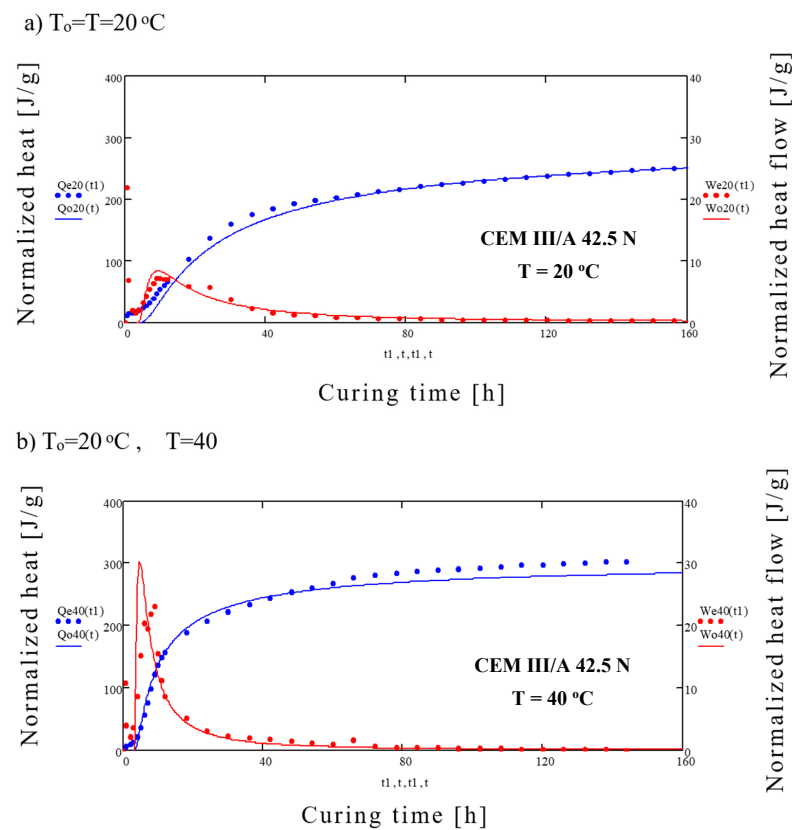 a) Tₒ=T=20 ºC
Normalized heat [J/g]
400
300
200
100
0
Qe20(t1)
Qo20(t)
CEM III/A 42.5 N
T = 20 ºC
40
30
20
10
0
We20(t1)
Wo20(t)
Normalized heat flow [J/g]
0
40
80
120
160
t1,t,t1,t
Curing time [h]
b) Tₒ=20 ºC , T=40
Normalized heat [J/g]
400
300
200
100
0
Qe40(t1)
Qo40(t)
CEM III/A 42.5 N
T = 40 ºC
40
30
20
10
0
We40(t1)
Wo40(t)
Normalized heat flow [J/g]
0
40
80
120
160
t1,t,t1,t
Curing time [h]